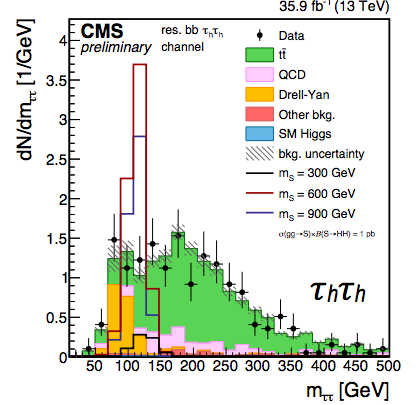 35.9 fb⁻¹ (13 TeV)
CMS
preliminary
res. bb τₕτₕ
channel
Data
tt̄
QCD
Drell-Yan
Other bkg.
SM Higgs
bkg. uncertainty
mS = 300 GeV
mS = 600 GeV
mS = 900 GeV
σ(gg→S)×B(S→HH) = 1 pb
τₕτₕ
dN/dmττ [1/GeV]
4
3.5
3
2.5
2
1.5
1
0.5
0
50 100 150 200 250 300 350 400 450 500
mττ [GeV]